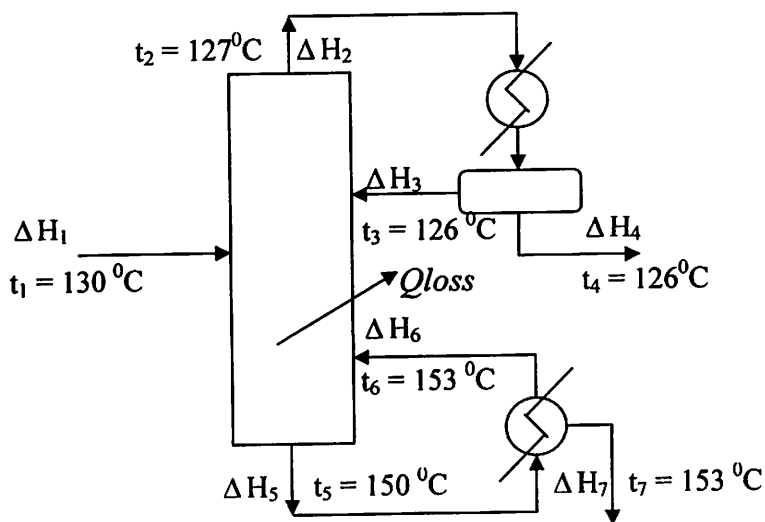 t₂ = 127⁰C
ΔH₂
ΔH₃
t₃ = 126 ⁰C
ΔH₁
t₁ = 130 ⁰C
ΔH₄
t₄ = 126⁰C
Qloss
ΔH₆
t₆ = 153 ⁰C
ΔH₅
t₅ = 150 ⁰C
ΔH₇
t₇ = 153 ⁰C